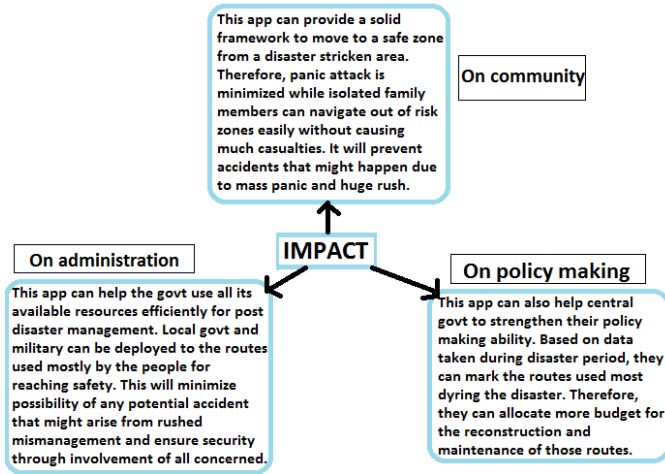 This app can provide a solid
framework to move to a safe zone
from a disaster stricken area.
Therefore, panic attack is
minimized while isolated family
members can navigate out of risk
zones easily without causing
much casualties. It will prevent
accidents that might happen due
to mass panic and huge rush.
On community
IMPACT
On administration
This app can help the govt use all its
available resources efficiently for post
disaster management. Local govt and
military can be deployed to the routes
used mostly by the people for
reaching safety. This will minimize
possibility of any potential accident
that might arise from rushed
mismanagement and ensure security
through involvement of all concerned.
On policy making
This app can also help central
govt to strengthen their policy
making ability. Based on data
taken during disaster period, they
can mark the routes used most
dyring the disaster. Therefore,
they can allocate more budget for
the reconstruction and
maintenance of those routes.